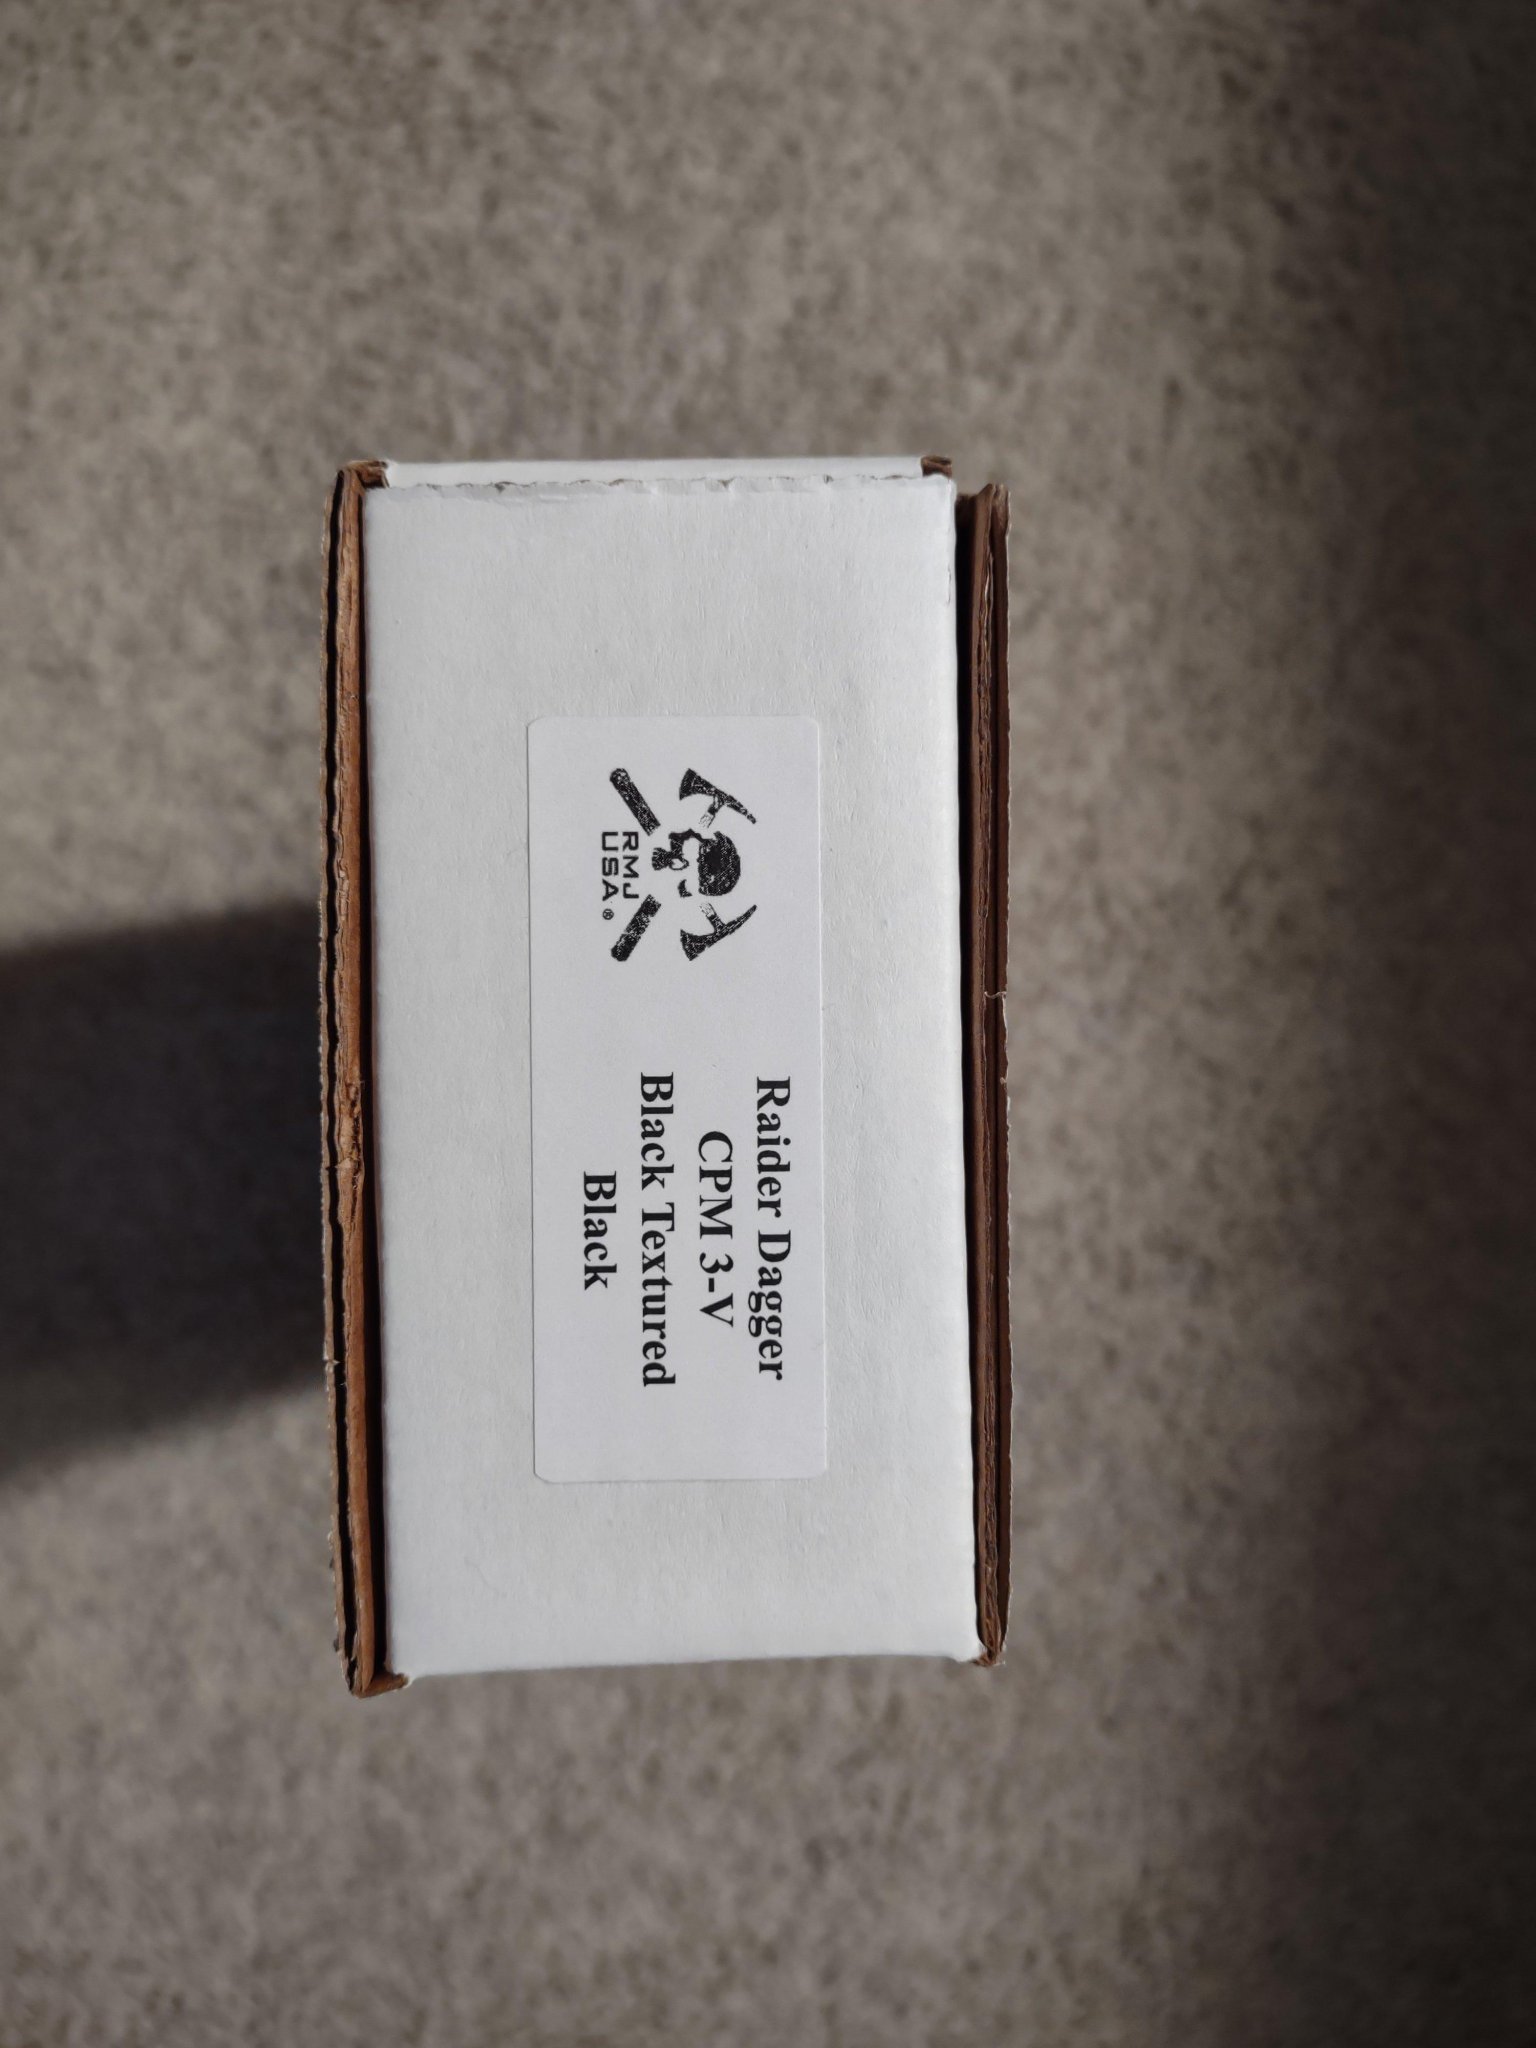 RMJ
USA®
Raider Dagger
CPM 3-V
Black Textured
Black